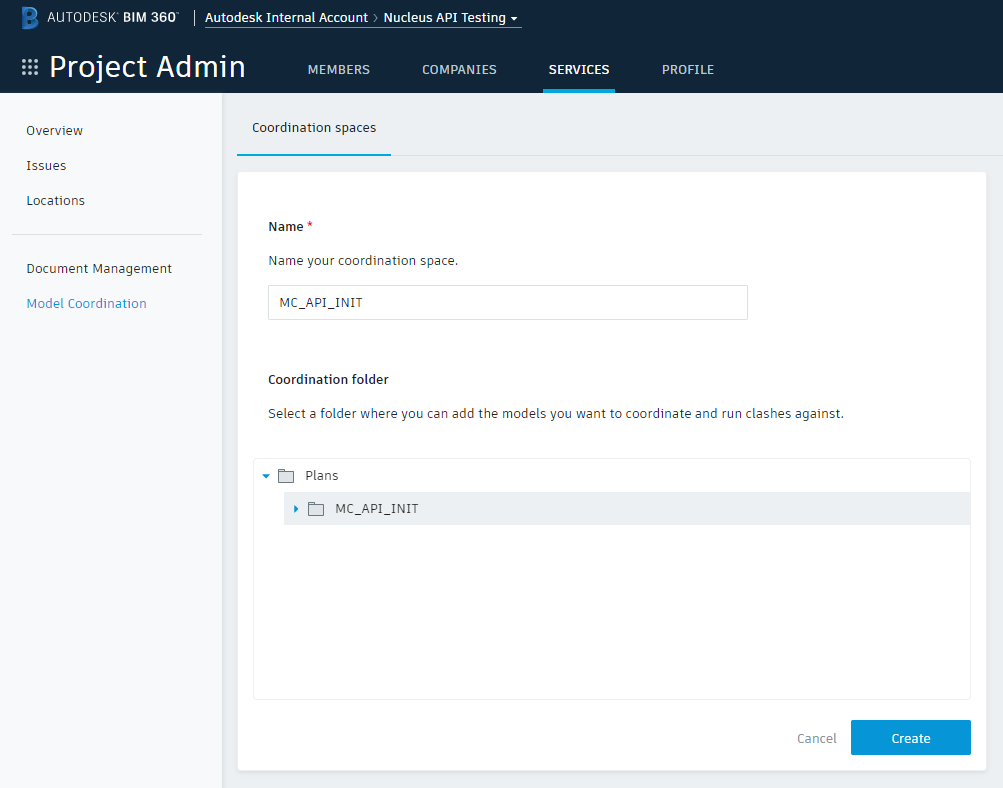 AUTODESK® BIM 360™ Autodesk Internal Account > Nucleus API Testing
Project Admin MEMBERS COMPANIES SERVICES PROFILE
Overview
Issues
Locations
Document Management
Model Coordination
Coordination spaces
Name *
Name your coordination space.
MC_API_INIT
Coordination folder
Select a folder where you can add the models you want to coordinate and run clashes against.
Plans
MC_API_INIT
Cancel Create